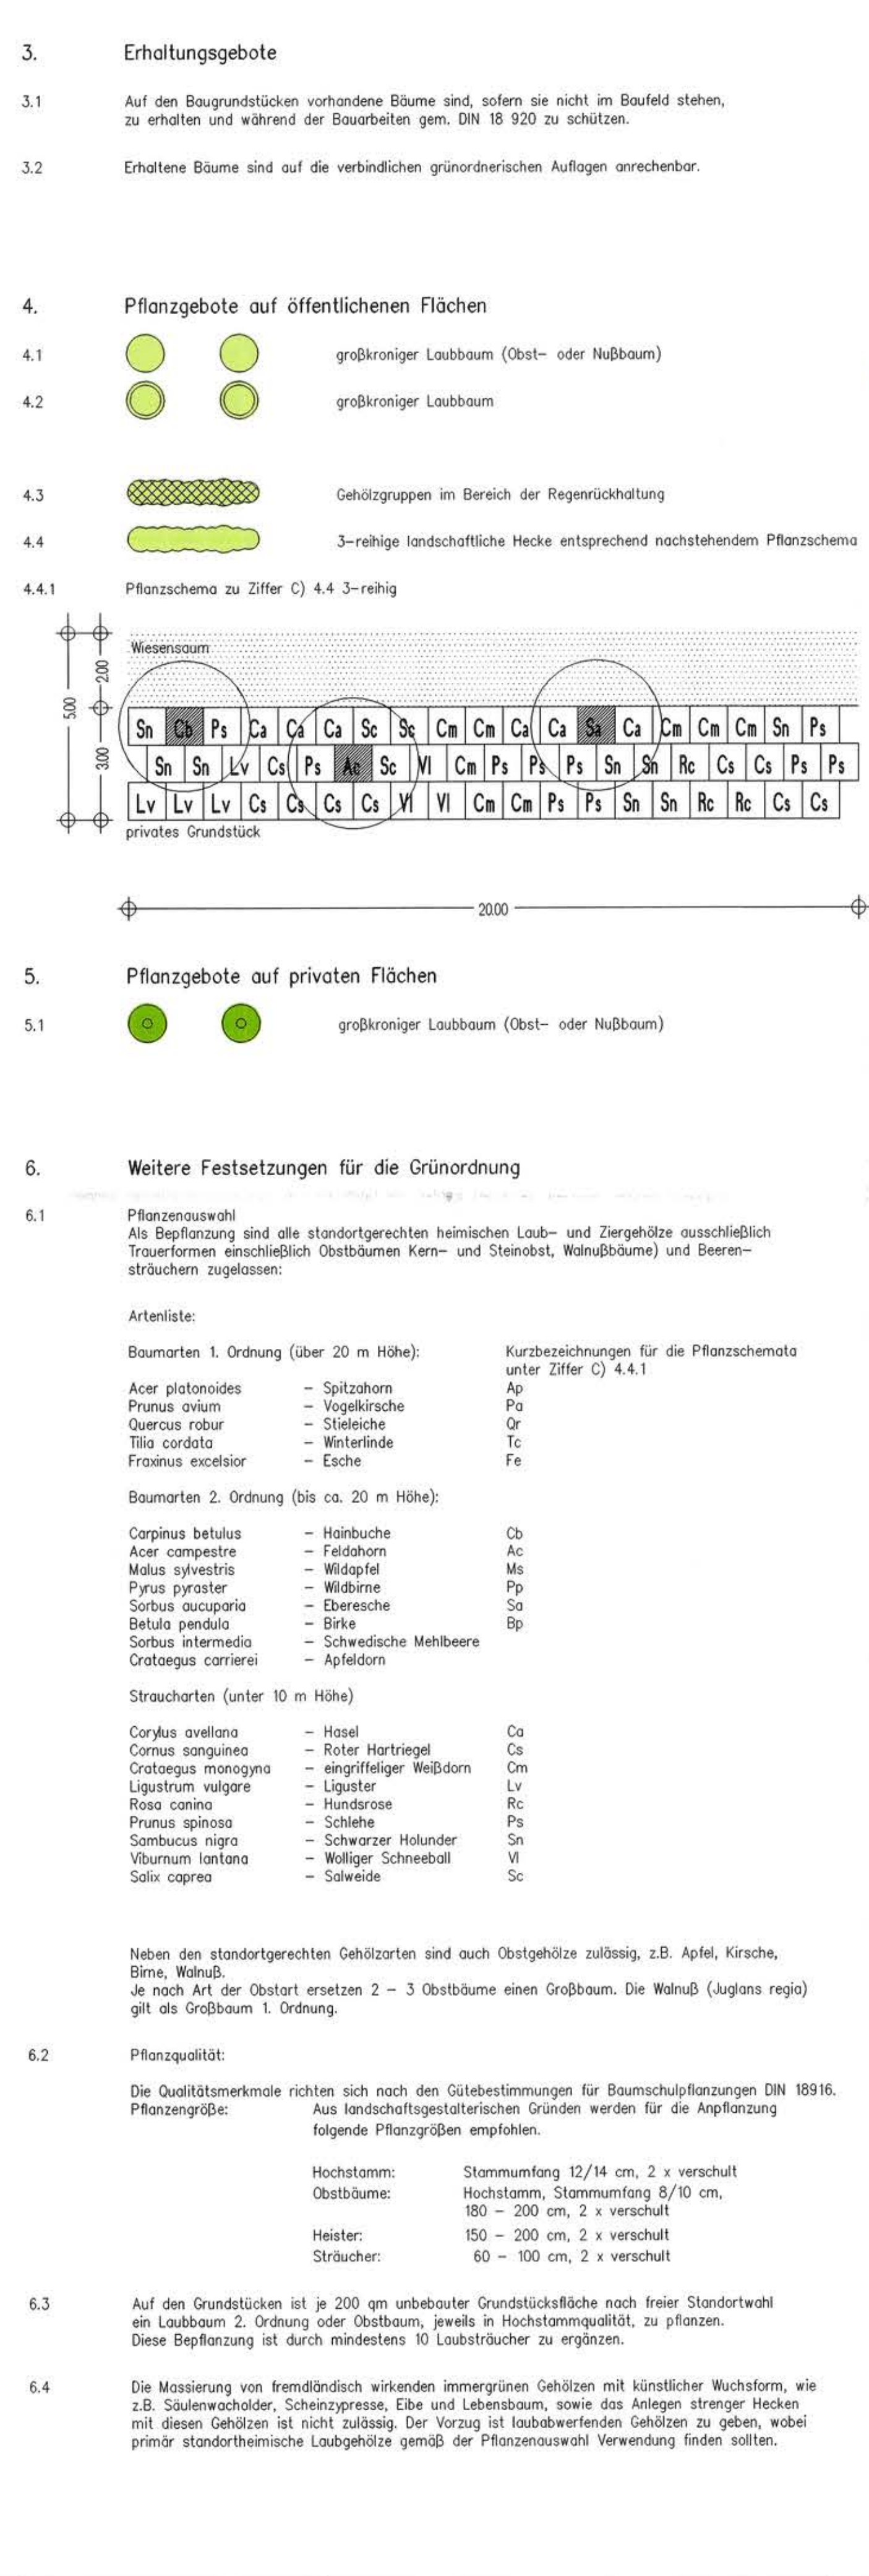 3. Erhaltungsgebote
3.1 Auf den Baugrundstücken vorhandene Bäume sind, sofern sie nicht im Baufeld stehen,
zu erhalten und während der Bauarbeiten gem. DIN 18 920 zu schützen.
3.2 Erhaltene Bäume sind auf die verbindlichen grünordnerischen Auflagen anrechenbar.
4. Pflanzgebote auf öffentlichenen Flächen
4.1 großkroniger Laubbaum (Obst– oder Nußbaum)
4.2 großkroniger Laubbaum
4.3 Gehölzgruppen im Bereich der Regenrückhaltung
4.4 3–reihige landschaftliche Hecke entsprechend nachstehendem Pflanzschema
4.4.1 Pflanzschema zu Ziffer C) 4.4 3–reihig
Wiesensaum
5.00 2.00 3.00
Sn Cb Ps Ca Ca Ca Sc Sc Cm Cm Ca Ca Sa Ca Cm Cm Cm Sn Ps
Sn Sn Lv Cs Ps Ac Sc Vl Cm Ps Ps Ps Sn Sn Rc Cs Cs Ps Ps
Lv Lv Lv Cs Cs Cs Cs Vl Vl Cm Cm Ps Ps Sn Sn Rc Rc Cs Cs
privates Grundstück
20.00
5. Pflanzgebote auf privaten Flächen
5.1 großkroniger Laubbaum (Obst– oder Nußbaum)
6. Weitere Festsetzungen für die Grünordnung
6.1 Pflanzenauswahl
Als Bepflanzung sind alle standortgerechten heimischen Laub– und Ziergehölze ausschließlich
Trauerformen einschließlich Obstbäumen Kern– und Steinobst, Walnußbäume) und Beeren–
sträuchern zugelassen:
Artenliste:
Baumarten 1. Ordnung (über 20 m Höhe): Kurzbezeichnungen für die Pflanzschemata
unter Ziffer C) 4.4.1
Acer platonoides – Spitzahorn Ap
Prunus avium – Vogelkirsche Pa
Quercus robur – Stieleiche Qr
Tilia cordata – Winterlinde Tc
Fraxinus excelsior – Esche Fe
Baumarten 2. Ordnung (bis ca. 20 m Höhe):
Carpinus betulus – Hainbuche Cb
Acer campestre – Feldahorn Ac
Malus sylvestris – Wildapfel Ms
Pyrus pyraster – Wildbirne Pp
Sorbus aucuparia – Eberesche Sa
Betula pendula – Birke Bp
Sorbus intermedia – Schwedische Mehlbeere
Crataegus carrierei – Apfeldorn
Straucharten (unter 10 m Höhe)
Corylus avellana – Hasel Ca
Cornus sanguinea – Roter Hartriegel Cs
Crataegus monogyna – eingriffeliger Weißdorn Cm
Ligustrum vulgare – Liguster Lv
Rosa canina – Hundsrose Rc
Prunus spinosa – Schlehe Ps
Sambucus nigra – Schwarzer Holunder Sn
Viburnum lantana – Wolliger Schneeball Vl
Salix caprea – Salweide Sc
Neben den standortgerechten Gehölzarten sind auch Obstgehölze zulässig, z.B. Apfel, Kirsche,
Birne, Walnuß.
Je nach Art der Obstart ersetzen 2 – 3 Obstbäume einen Großbaum. Die Walnuß (Juglans regia)
gilt als Großbaum 1. Ordnung.
6.2 Pflanzqualität:
Die Qualitätsmerkmale richten sich nach den Gütebestimmungen für Baumschulpflanzungen DIN 18916.
Pflanzengröße: Aus landschaftsgestalterischen Gründen werden für die Anpflanzung
folgende Pflanzgrößen empfohlen.
Hochstamm: Stammumfang 12/14 cm, 2 x verschult
Obstbäume: Hochstamm, Stammumfang 8/10 cm,
180 – 200 cm, 2 x verschult
Heister: 150 – 200 cm, 2 x verschult
Sträucher: 60 – 100 cm, 2 x verschult
6.3 Auf den Grundstücken ist je 200 qm unbebauter Grundstücksfläche nach freier Standortwahl
ein Laubbaum 2. Ordnung oder Obstbaum, jeweils in Hochstammqualität, zu pflanzen.
Diese Bepflanzung ist durch mindestens 10 Laubsträucher zu ergänzen.
6.4 Die Massierung von fremdländisch wirkenden immergrünen Gehölzen mit künstlicher Wuchsform, wie
z.B. Säulenwacholder, Scheinzypresse, Eibe und Lebensbaum, sowie das Anlegen strenger Hecken
mit diesen Gehölzen ist nicht zulässig. Der Vorzug ist laubabwerfenden Gehölzen zu geben, wobei
primär standortheimische Laubgehölze gemäß der Pflanzenauswahl Verwendung finden sollten.